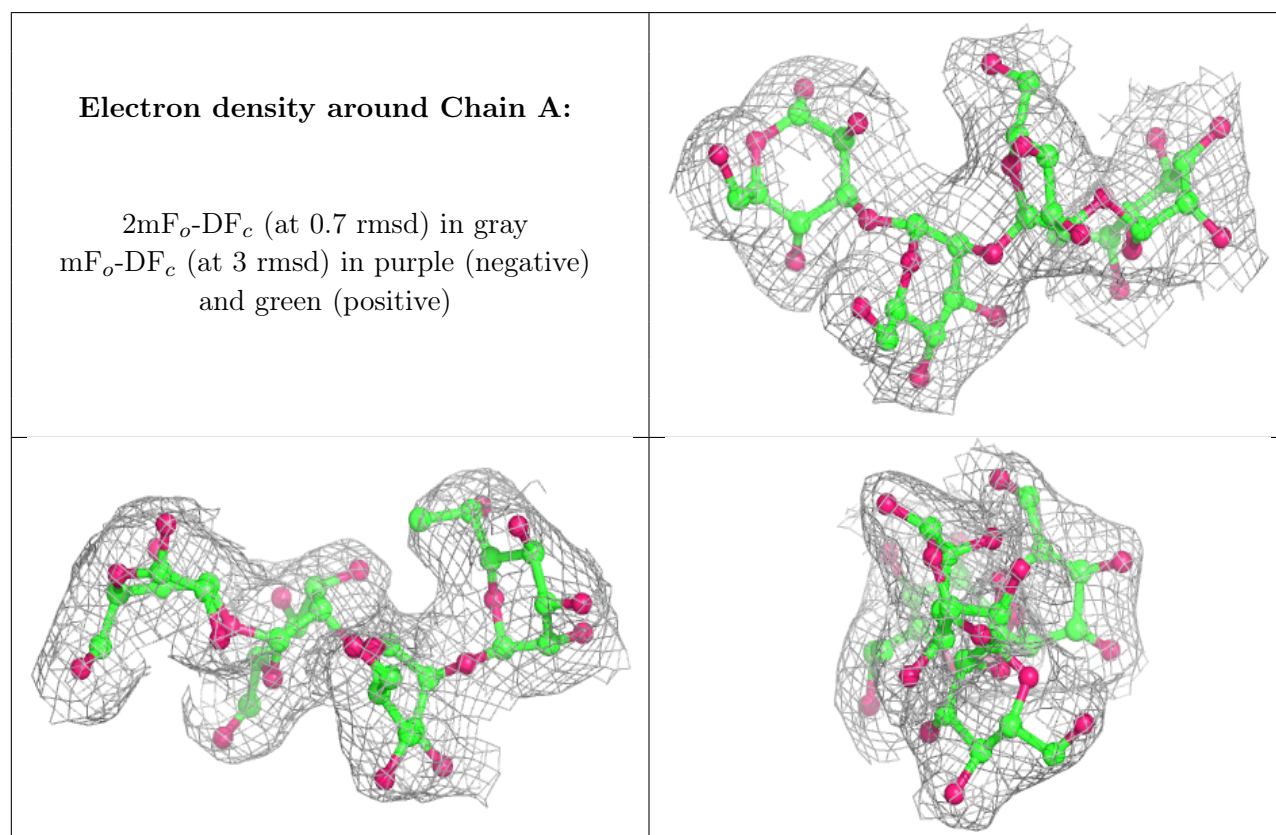 Electron density around Chain A:
2mFo-DFc (at 0.7 rmsd) in gray
mFo-DFc (at 3 rmsd) in purple (negative)
and green (positive)